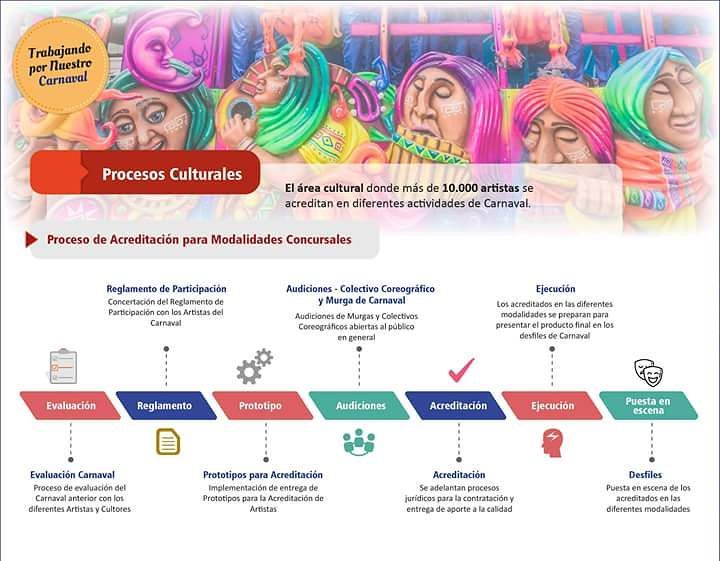 Trabajando
por Nuestro
Carnaval
Procesos Culturales
El área cultural donde más de 10.000 artistas se
acreditan en diferentes actividades de Carnaval.
Proceso de Acreditación para Modalidades Concursales
Reglamento de Participación
Concertación del Reglamento de
Participación con los Artistas del
Carnaval
Audiciones - Colectivo Coreográfico
y Murga de Carnaval
Audiciones de Murgas y Colectivos
Coreográficos abiertas al público
en general
Ejecución
Los acreditados en las diferentes
modalidades se preparan para
presentar el producto final en los
desfiles de Carnaval
Evaluación
Reglamento
Prototipo
Audiciones
Acreditación
Ejecución
Puesta en
escena
Evaluación Carnaval
Proceso de evaluación del
Carnaval anterior con los
diferentes Artistas y Cultores
Prototipos para Acreditación
Implementación de entrega de
Prototipos para la Acreditación de
Artistas
Acreditación
Se adelantan procesos
jurídicos para la contratación y
entrega de aporte a la calidad
Desfiles
Puesta en escena de los
acreditados en las
diferentes modalidades